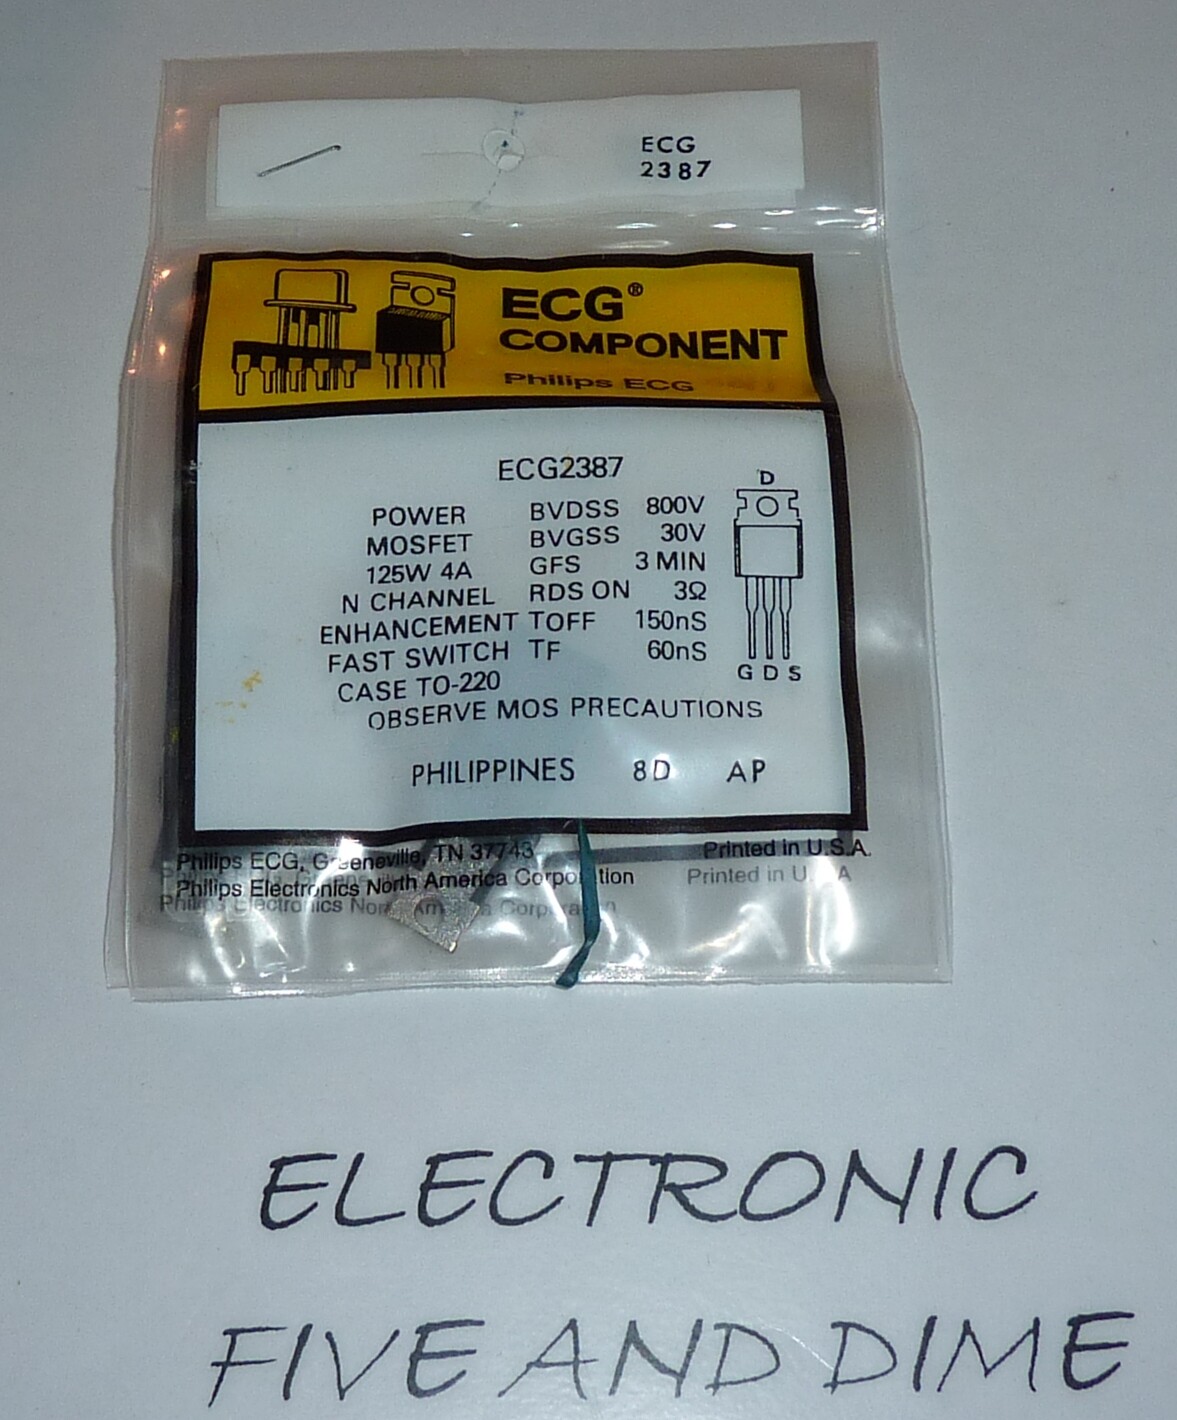 ECG
2387
ECG®
COMPONENT
Philips ECG
ECG2387
POWER BVDSS 800V
MOSFET BVGSS 30V
125W 4A GFS 3 MIN
N CHANNEL RDS ON 3Ω
ENHANCEMENT TOFF 150nS
FAST SWITCH TF 60nS
CASE TO-220
OBSERVE MOS PRECAUTIONS
D
G D S
PHILIPPINES 8D AP
Philips ECG, Greeneville, TN 37743 Printed in U.S.A.
Philips Electronics North America Corporation
ELECTRONIC
FIVE AND DIME